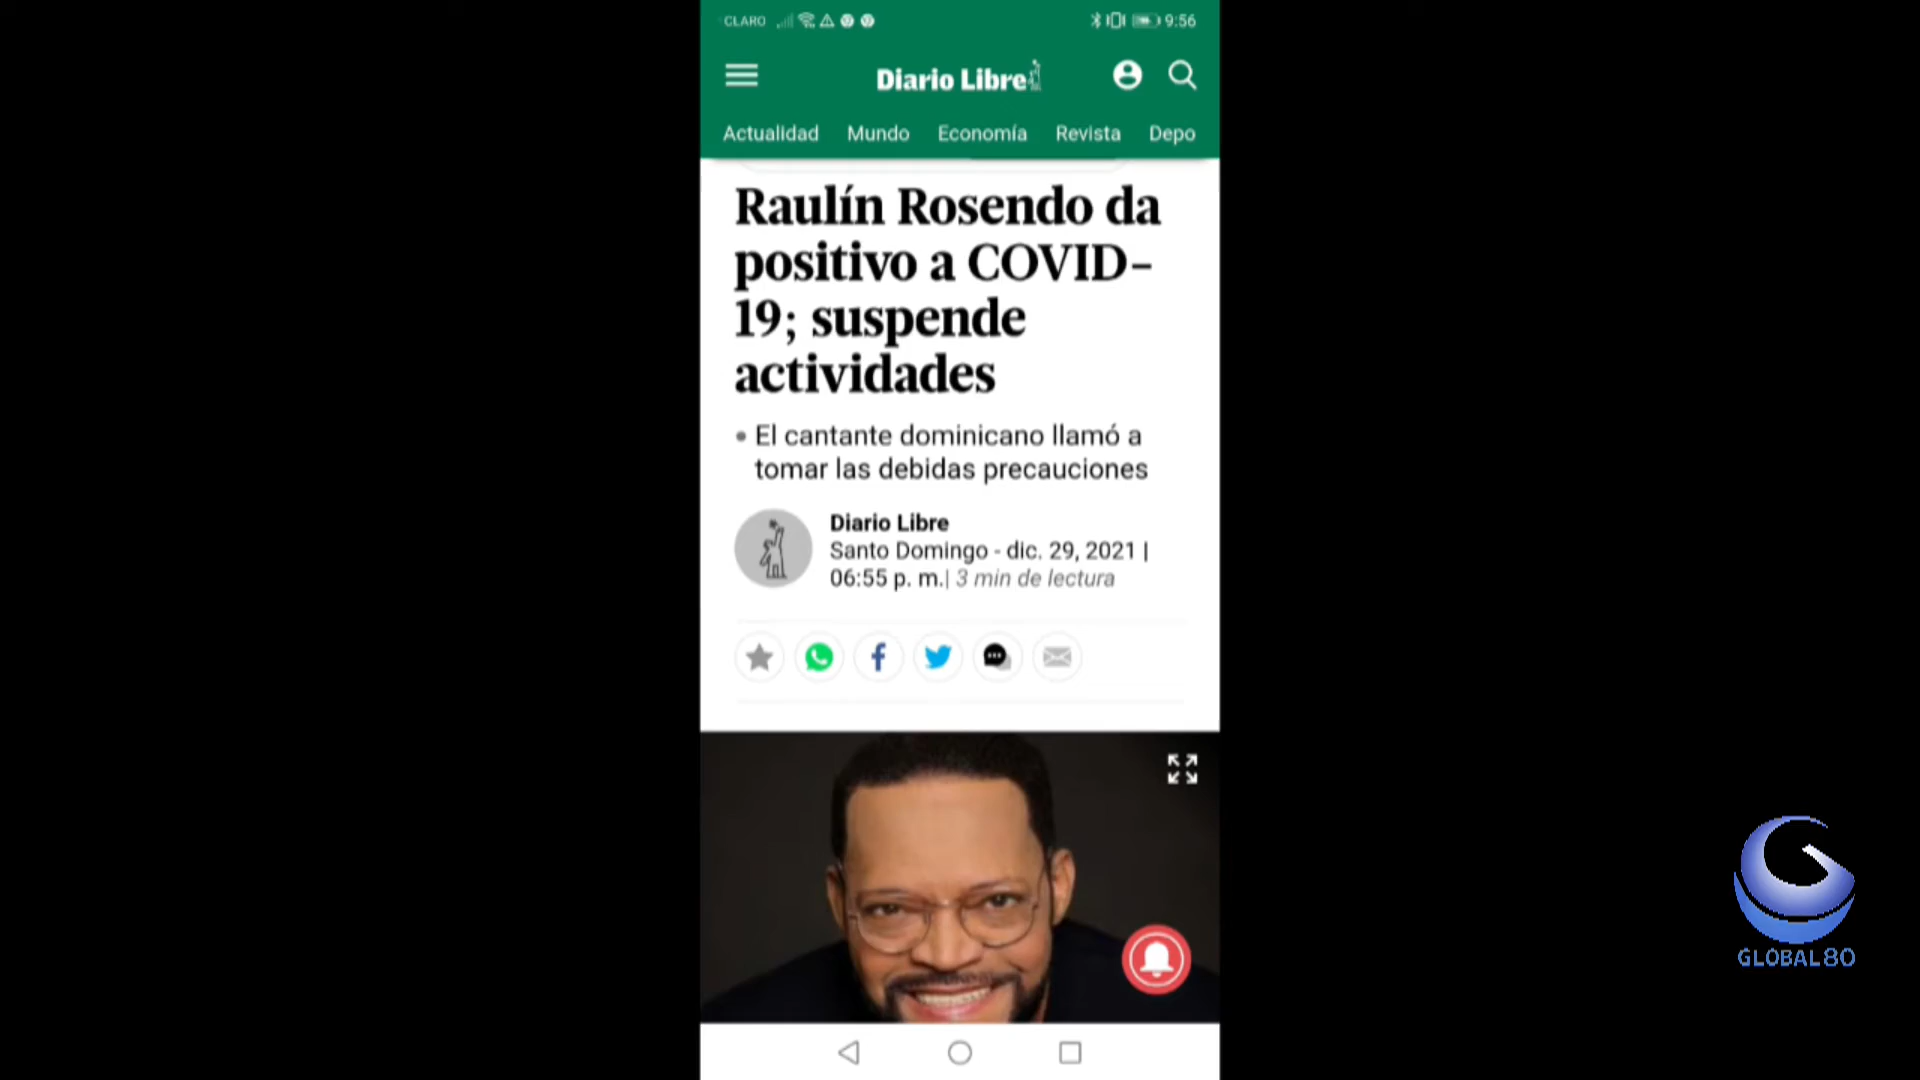 CLARO
9:56
Diario Libre
Actualidad Mundo Economía Revista Depo
Raulín Rosendo da
positivo a COVID-
19; suspende
actividades
• El cantante dominicano llamó a
tomar las debidas precauciones
Diario Libre
Santo Domingo - dic. 29, 2021 |
06:55 p. m.| 3 min de lectura
GLOBAL80